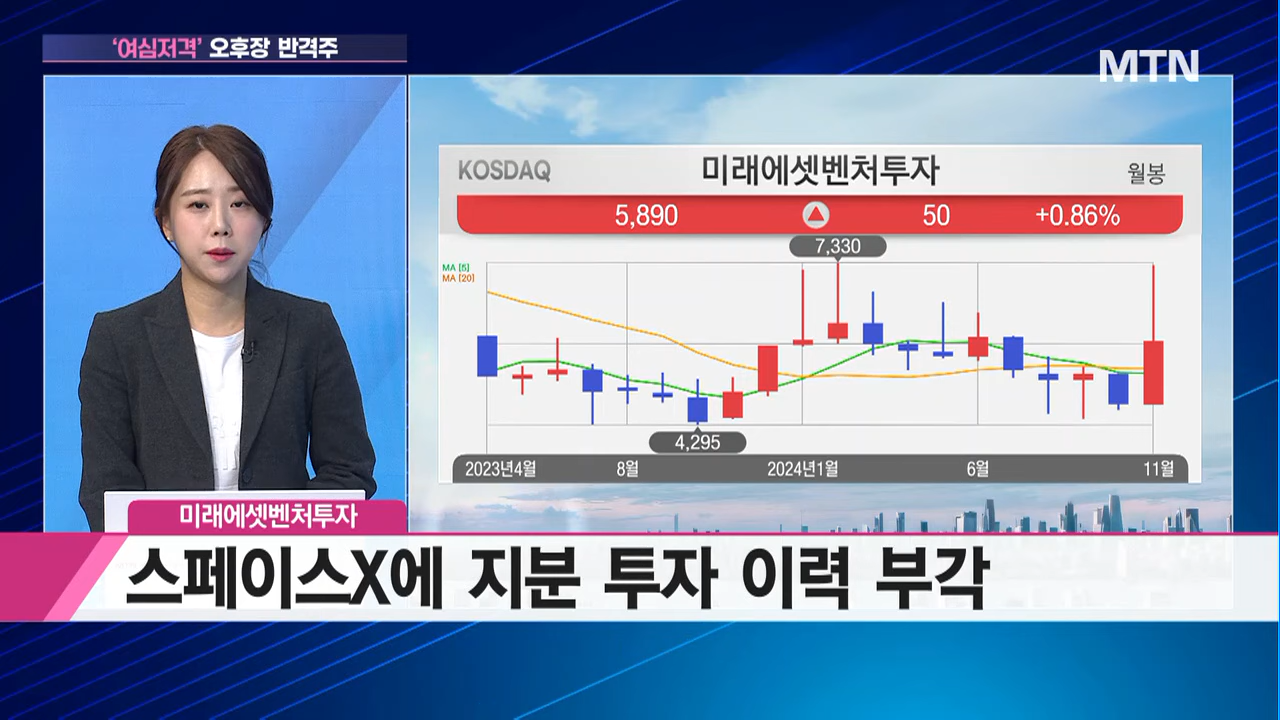 ‘여심저격’ 오후장 반격주
MTN
KOSDAQ 미래에셋벤처투자 월봉
5,890 50 +0.86%
7,330
MA [5]
MA [20]
4,295
2023년4월 8월 2024년1월 6월 11월
미래에셋벤처투자
스페이스X에 지분 투자 이력 부각